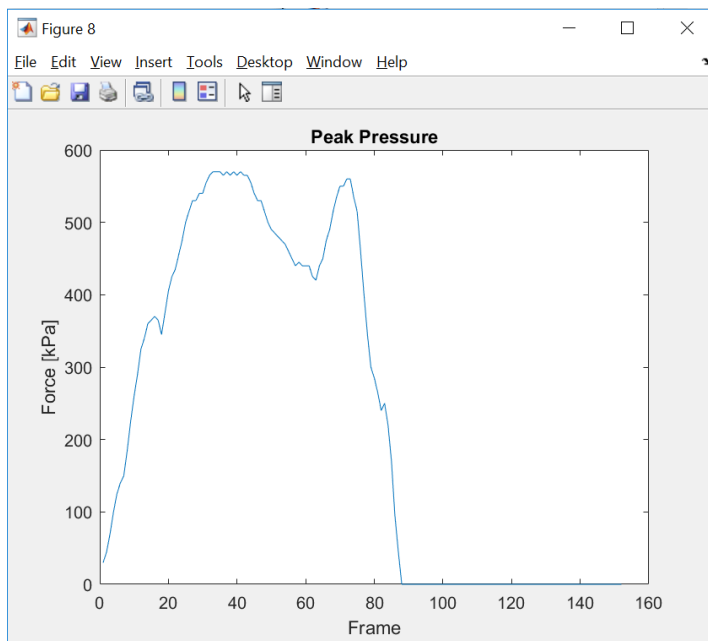 Figure 8
File Edit View Insert Tools Desktop Window Help
Peak Pressure
600
500
400
300
200
100
0
Force [kPa]
0 20 40 60 80 100 120 140 160
Frame